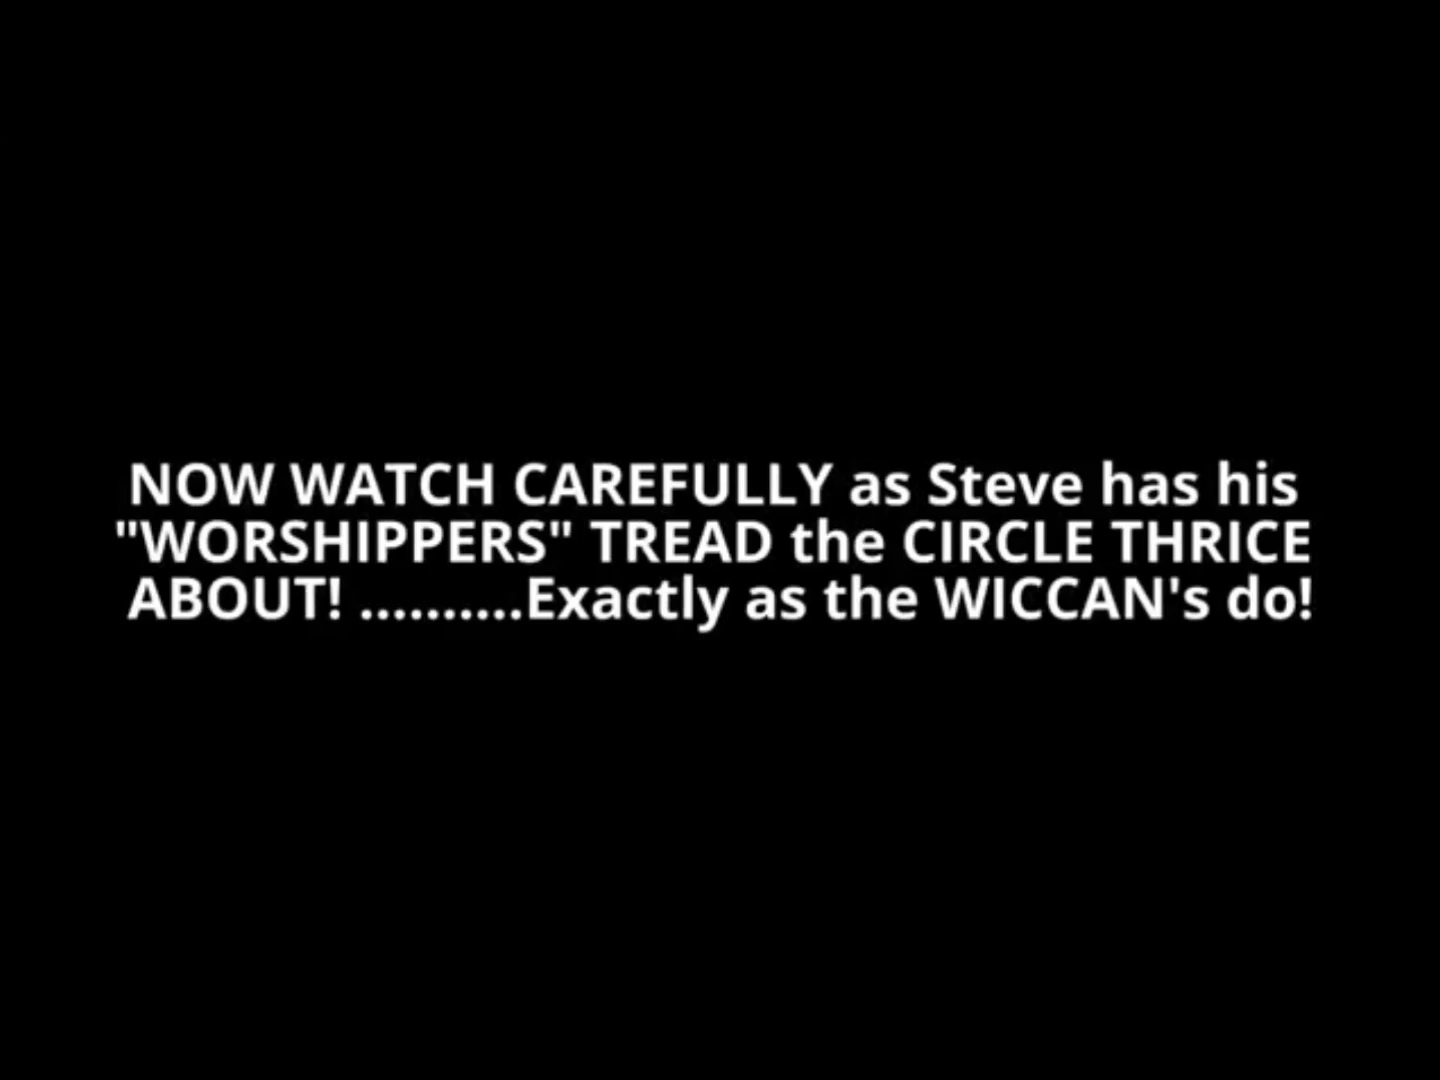 NOW WATCH CAREFULLY as Steve has his
"WORSHIPPERS" TREAD the CIRCLE THRICE
ABOUT! ..........Exactly as the WICCAN's do!